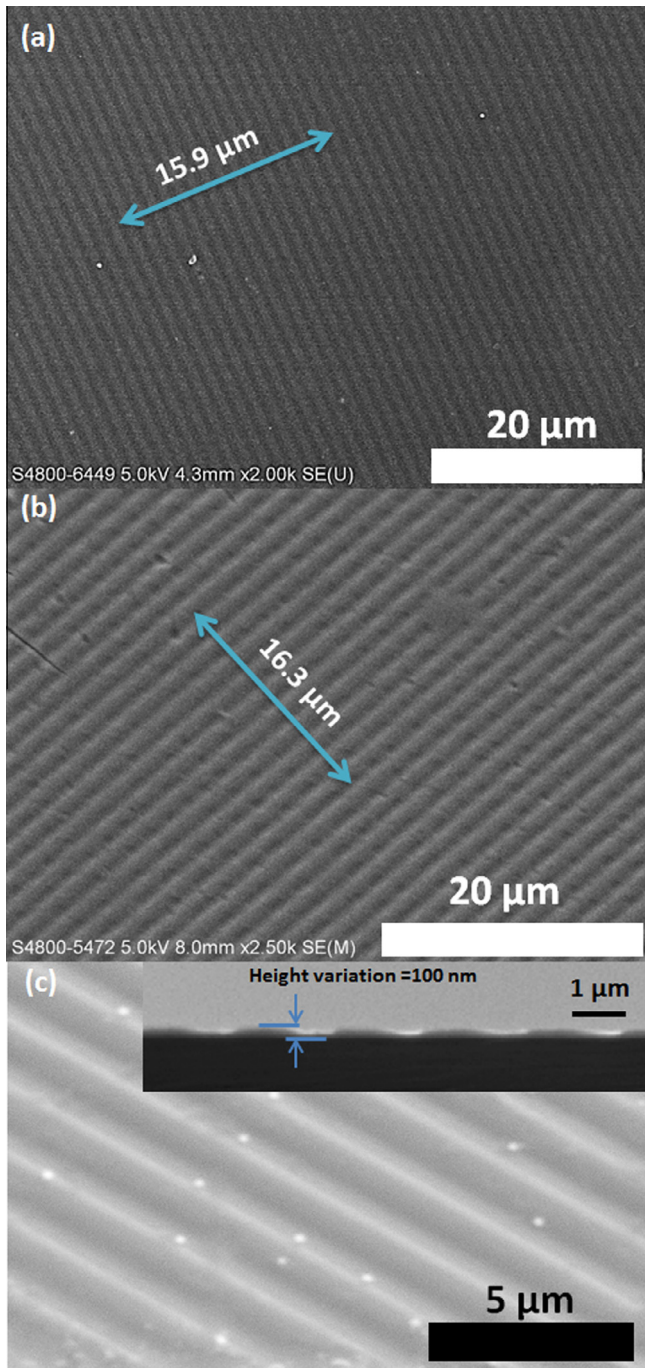 (a)
15.9 µm
20 µm
S4800-6449 5.0kV 4.3mm x2.00k SE(U)
(b)
16.3 µm
20 µm
S4800-5472 5.0kV 8.0mm x2.50k SE(M)
(c)
Height variation =100 nm
1 µm
5 µm